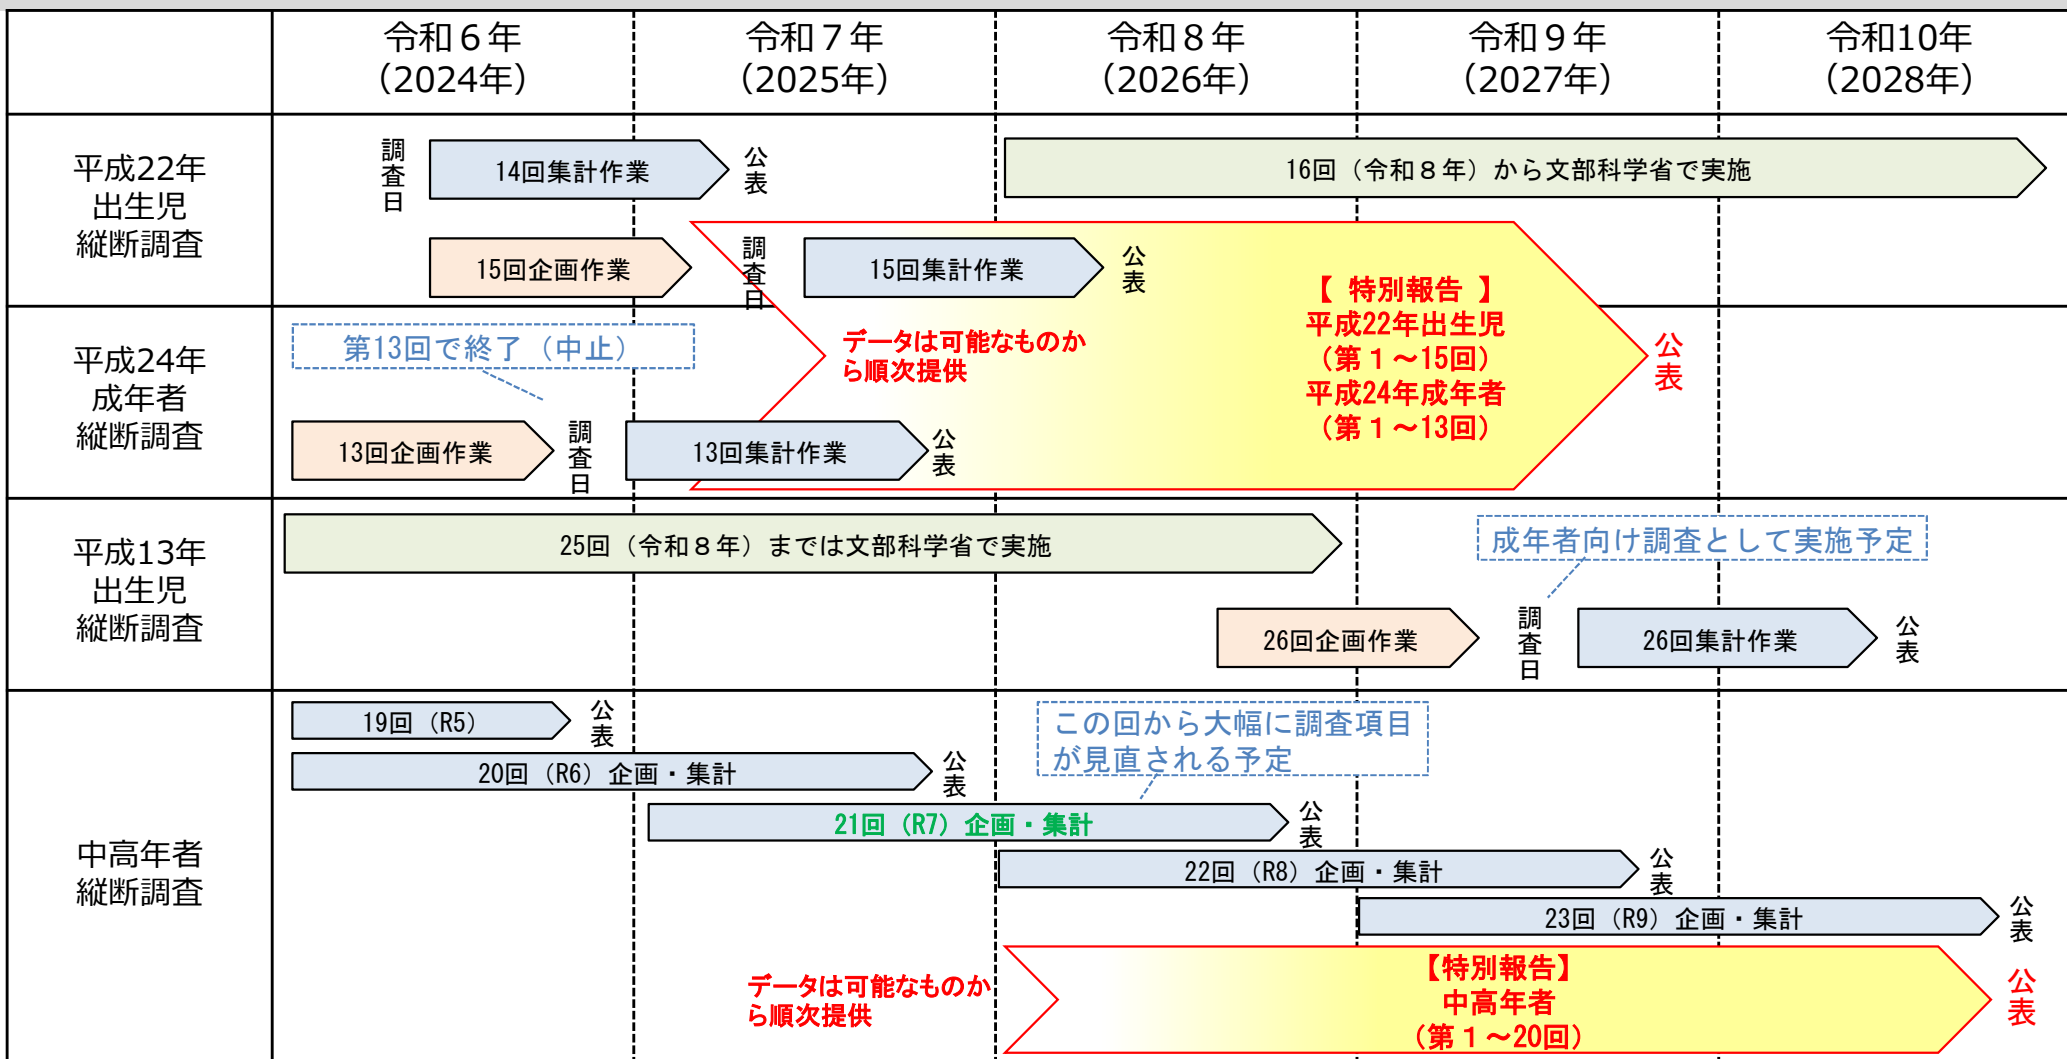 令和６年
（2024年）
令和７年
（2025年）
令和８年
（2026年）
令和９年
（2027年）
令和10年
（2028年）
平成22年
出生児
縦断調査
調査日
14回集計作業
公表
16回（令和８年）から文部科学省で実施
15回企画作業
調査日
15回集計作業
公表
【 特別報告 】
平成22年出生児
（第１～15回）
平成24年成年者
（第１～13回）
公表
データは可能なものか
ら順次提供
平成24年
成年者
縦断調査
第13回で終了（中止）
13回企画作業
調査日
13回集計作業
公表
平成13年
出生児
縦断調査
25回（令和８年）までは文部科学省で実施
成年者向け調査として実施予定
26回企画作業
調査日
26回集計作業
公表
中高年者
縦断調査
19回（R5）
公表
20回（R6）企画・集計
公表
この回から大幅に調査項目
が見直される予定
21回（R7）企画・集計
公表
22回（R8）企画・集計
公表
23回（R9）企画・集計
公表
データは可能なものか
ら順次提供
【特別報告】
中高年者
（第１～20回）
公表